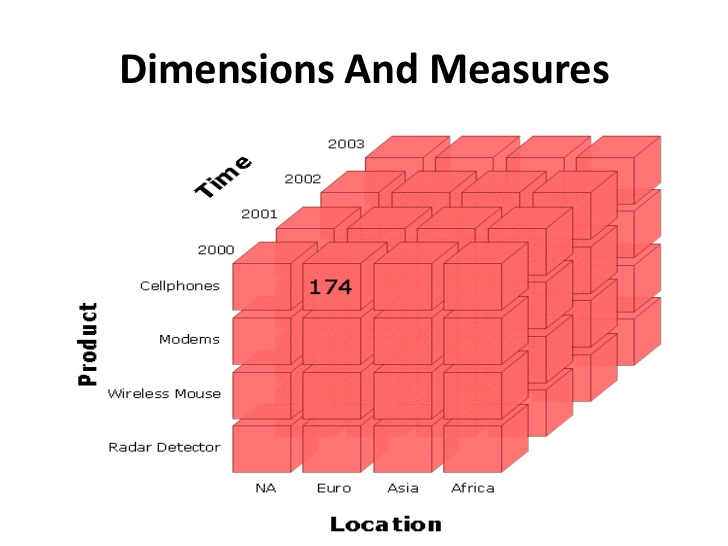 Dimensions And Measures
2003
Time
2002
2001
2000
Cellphones
174
Modems
Product
Wireless Mouse
Radar Detector
NA Euro Asia Africa
Location